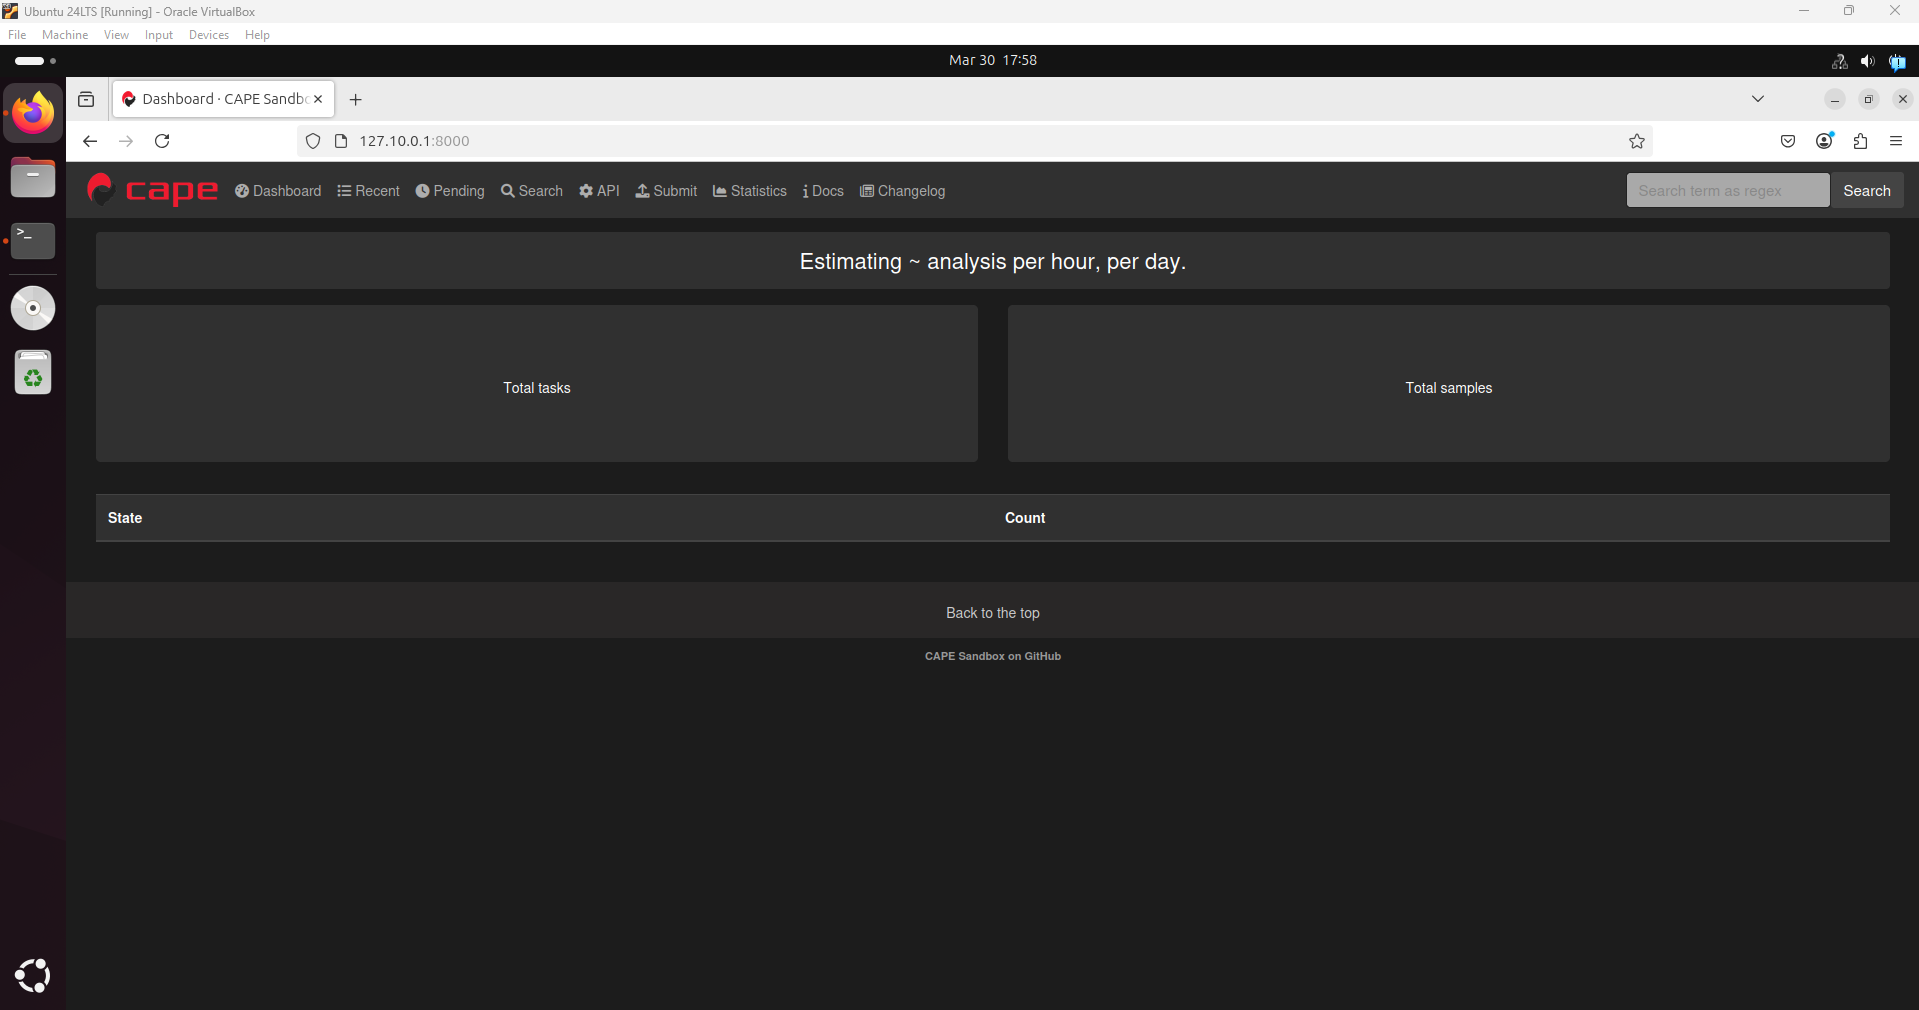 Ubuntu 24LTS [Running] - Oracle VirtualBox
File Machine View Input Devices Help
Mar 30 17:58
Dashboard · CAPE Sandbo
127.10.0.1:8000
cape Dashboard Recent Pending Search API Submit Statistics Docs Changelog Search term as regex Search
Estimating ~ analysis per hour, per day.
Total tasks Total samples
State Count
Back to the top
CAPE Sandbox on GitHub